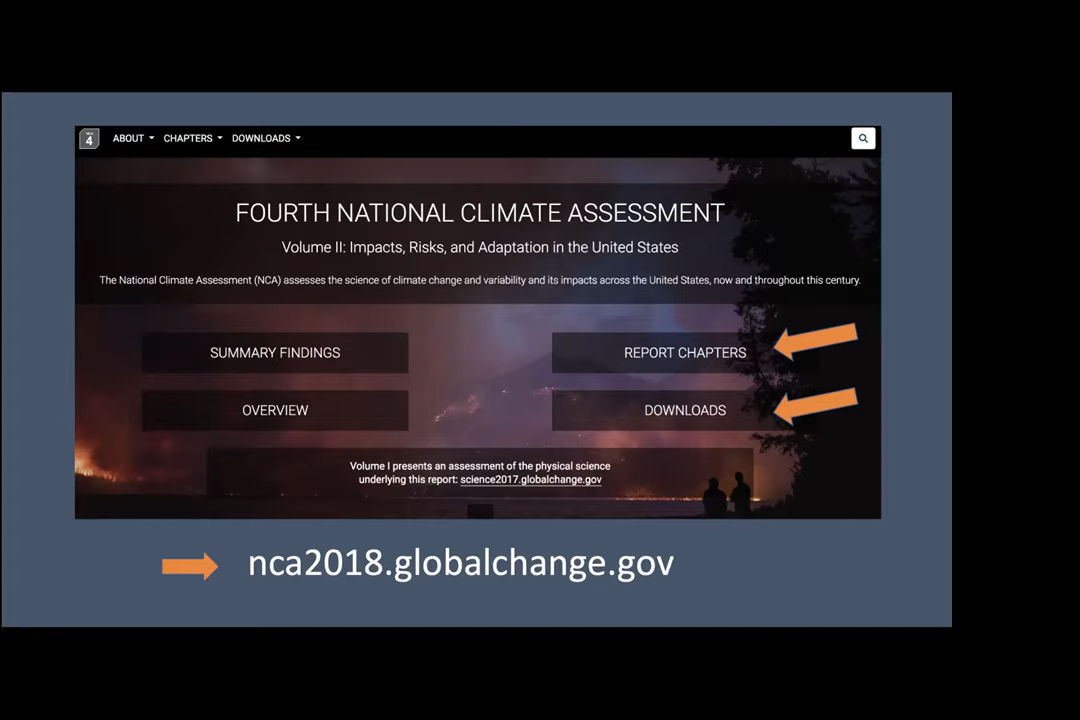 NCA
4
ABOUT CHAPTERS DOWNLOADS
FOURTH NATIONAL CLIMATE ASSESSMENT
Volume II: Impacts, Risks, and Adaptation in the United States
The National Climate Assessment (NCA) assesses the science of climate change and variability and its impacts across the United States, now and throughout this century.
SUMMARY FINDINGS
REPORT CHAPTERS
OVERVIEW
DOWNLOADS
Volume I presents an assessment of the physical science
underlying this report: science2017.globalchange.gov
nca2018.globalchange.gov